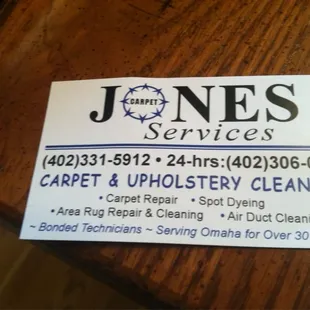 JONES
CARPET
Services
(402)331-5912 • 24-hrs:(402)306-
CARPET & UPHOLSTERY CLEAN
• Carpet Repair • Spot Dyeing
• Area Rug Repair & Cleaning • Air Duct Cleani
~ Bonded Technicians ~ Serving Omaha for Over 30